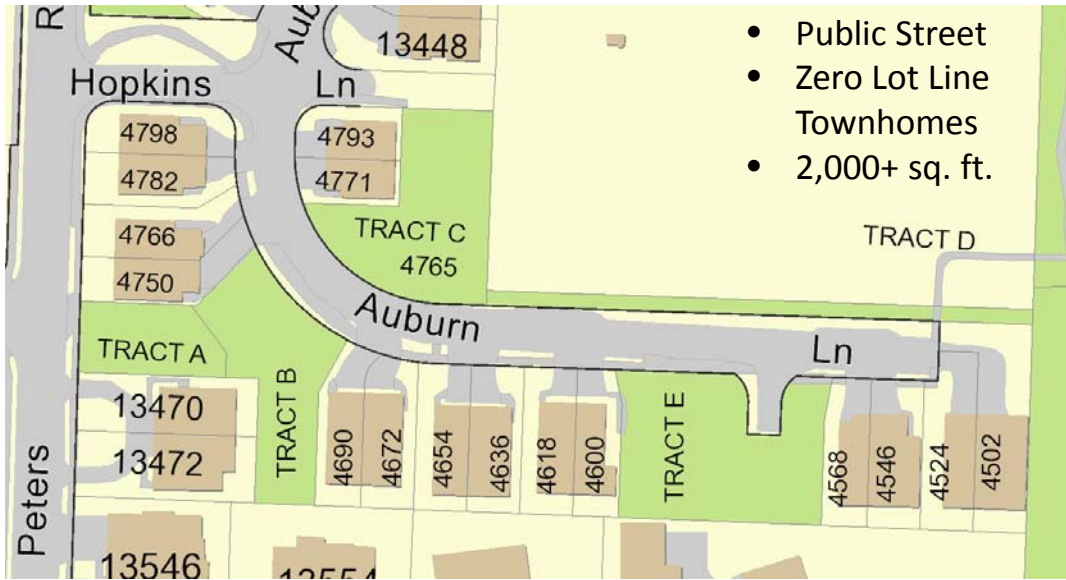 R
Aub
13448
Hopkins Ln
4798
4782
4793
4771
4766
4750
TRACT C
4765
TRACT D
Auburn Ln
TRACT A
TRACT B
TRACT E
13470
13472
4690
4672
4654
4636
4618
4600
4568
4546
4524
4502
Peters
13546
13554
• Public Street
• Zero Lot Line
Townhomes
• 2,000+ sq. ft.